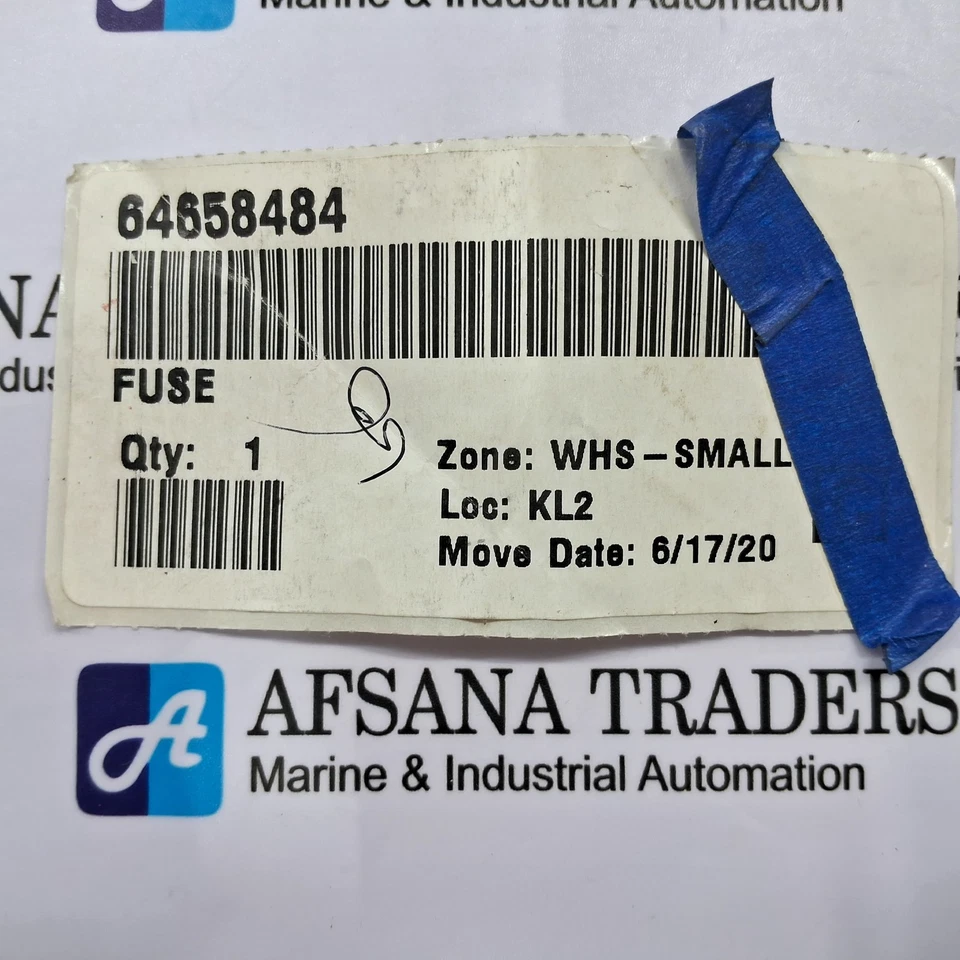 Marine & Industrial Automation
64658484
FUSE
Qty: 1
Zone: WHS-SMALL
Loc: KL2
Move Date: 6/17/20
AFSANA TRADERS
Marine & Industrial Automation